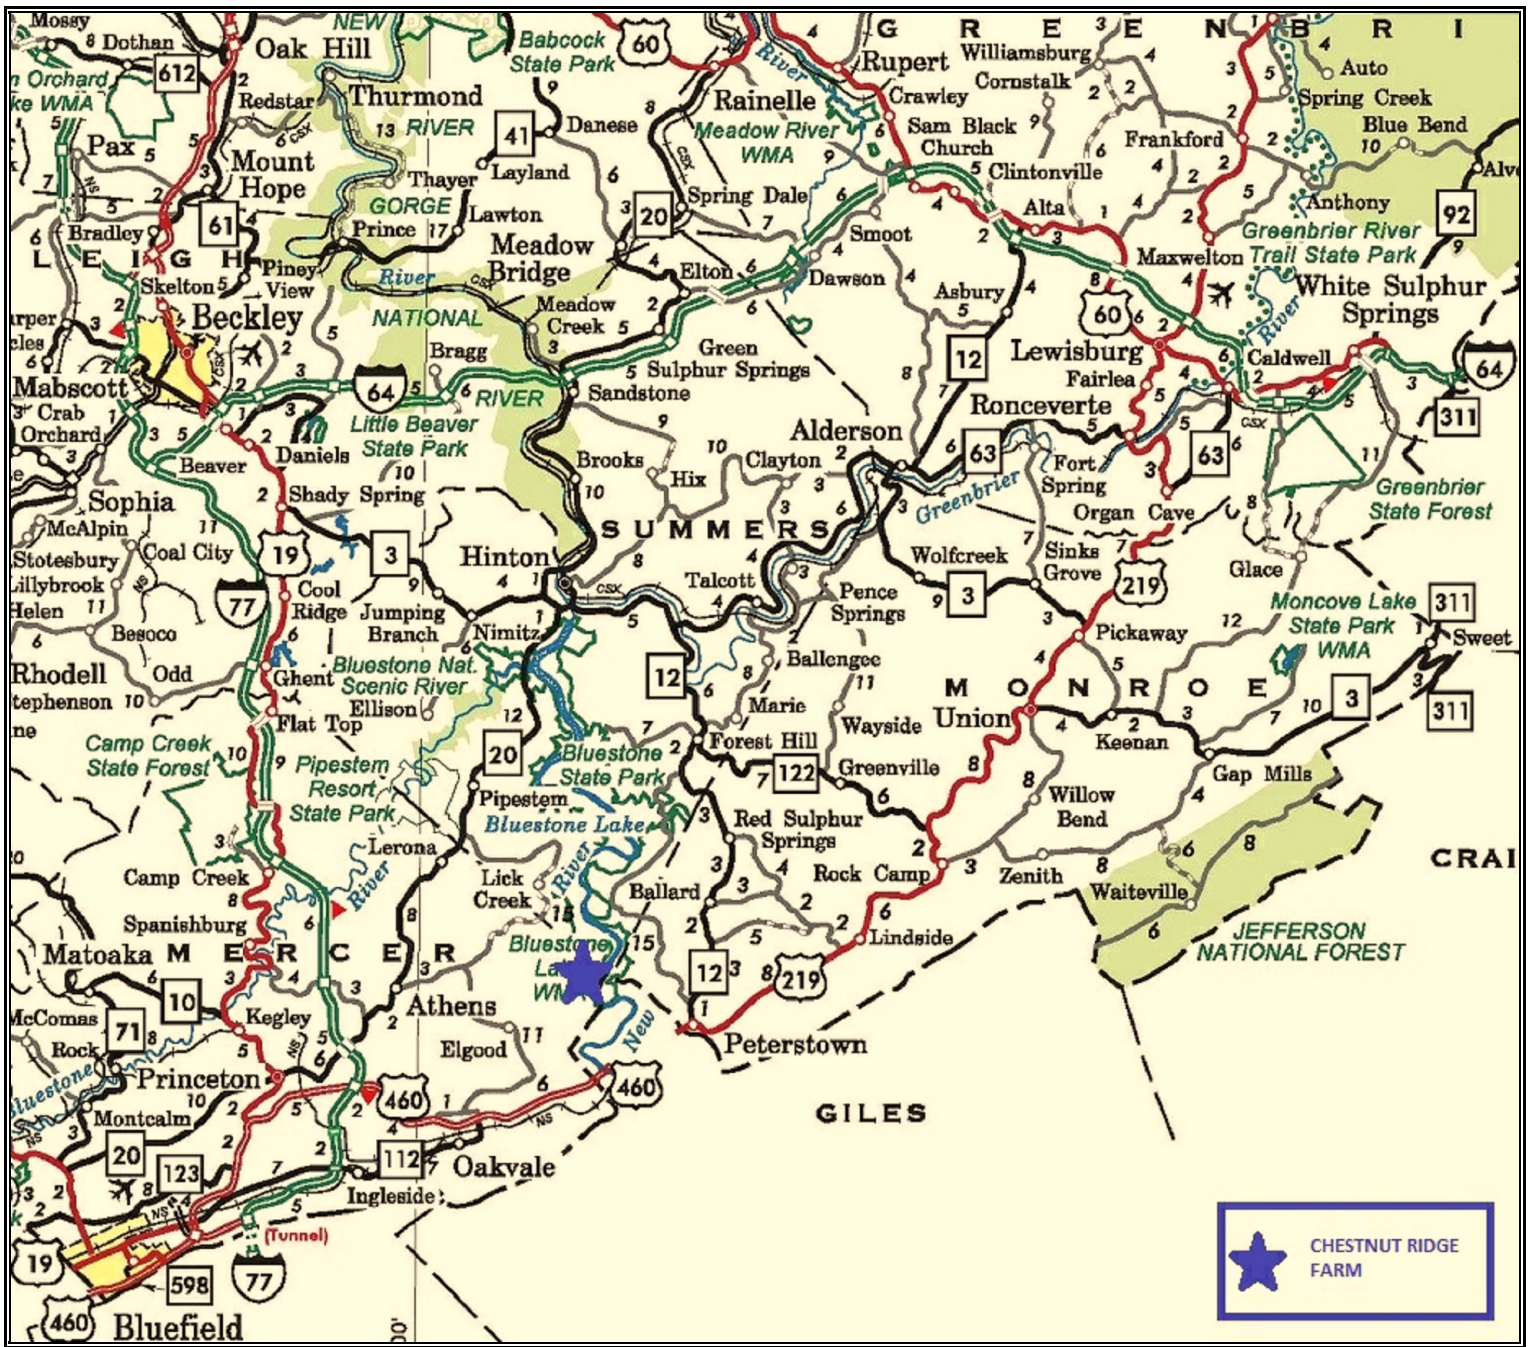 Mossy
NEW
8
Dothan
Oak Hill
Babcock
State Park
60
G R E E N B R I
3
Williamsburg
Cornstalk
Rupert
River
4
Auto
612
Redstar
Thurmond
RIVER
13
Rainelle
Crawley
Spring Creek
Blue Bend
10
41
Danese
Layland
Meadow River
WMA
Sam Black
Church
Clintonville
Frankford
Pax
Mount
Hope
Thayer
GORGE
Lawton
17
Prince
Spring Dale
20
Meadow
Bridge
Smoot
Alta
Anthony
92
61
Bradley
Piney
View
River
Elton
Dawson
Maxwelton
Greenbrier River
Trail State Park
L E I G H
Skelton
Beckley
NATIONAL
Meadow
Creek
Asbury
White Sulphur
Springs
River
Bragg
Green
Sulphur Springs
12
60
Lewisburg
Fairlea
Caldwell
64
Mabscott
Crab
Orchard
64
RIVER
Sandstone
Little Beaver
State Park
Ronceverte
63
63
311
Daniels
Beaver
Alderson
Brooks
Hix
Clayton
Fort
Spring
Greenbrier
Greenbrier
State Forest
Sophia
Shady Spring
Organ Cave
McAlpin
Coal City
Stotesbury
Lillybrook
Helen
19
3
Hinton
S U M M E R S
Wolfcreek
Sinks
Grove
219
Glace
77
Cool
Ridge
Jumping
Branch
Nimitz
Talcott
CSX
Pence
Springs
3
Pickaway
Moncove Lake
State Park
WMA
311
Sweet
Besoco
Odd
Rhodell
Ghent
Bluestone Nat.
Scenic River
Ellison
12
Ballengee
Marie
Wayside
M O N R O E
Union
Keenan
3
311
Flat Top
Camp Creek
State Forest
Pipestem
Resort
State Park
20
Bluestone
State Park
Forest Hill
122
Greenville
Gap Mills
Pipestem
Bluestone Lake
Red Sulphur
Springs
Willow
Bend
Lerona
Camp Creek
River
Lick
Creek
River
Ballard
Rock Camp
Zenith
Waiteville
CRAI
Spanishburg
Matoaka
M E R C E R
Bluestone
15
Lindside
JEFFERSON
NATIONAL FOREST
10
12
219
McComas
71
Rock
Kegley
Athens
Elgood
New
Peterstown
Princeton
460
460
GILES
Montcalm
20
123
112
Oakvale
Ingleside
(Tunnel)
19
77
598
460
Bluefield
CHESTNUT RIDGE
FARM